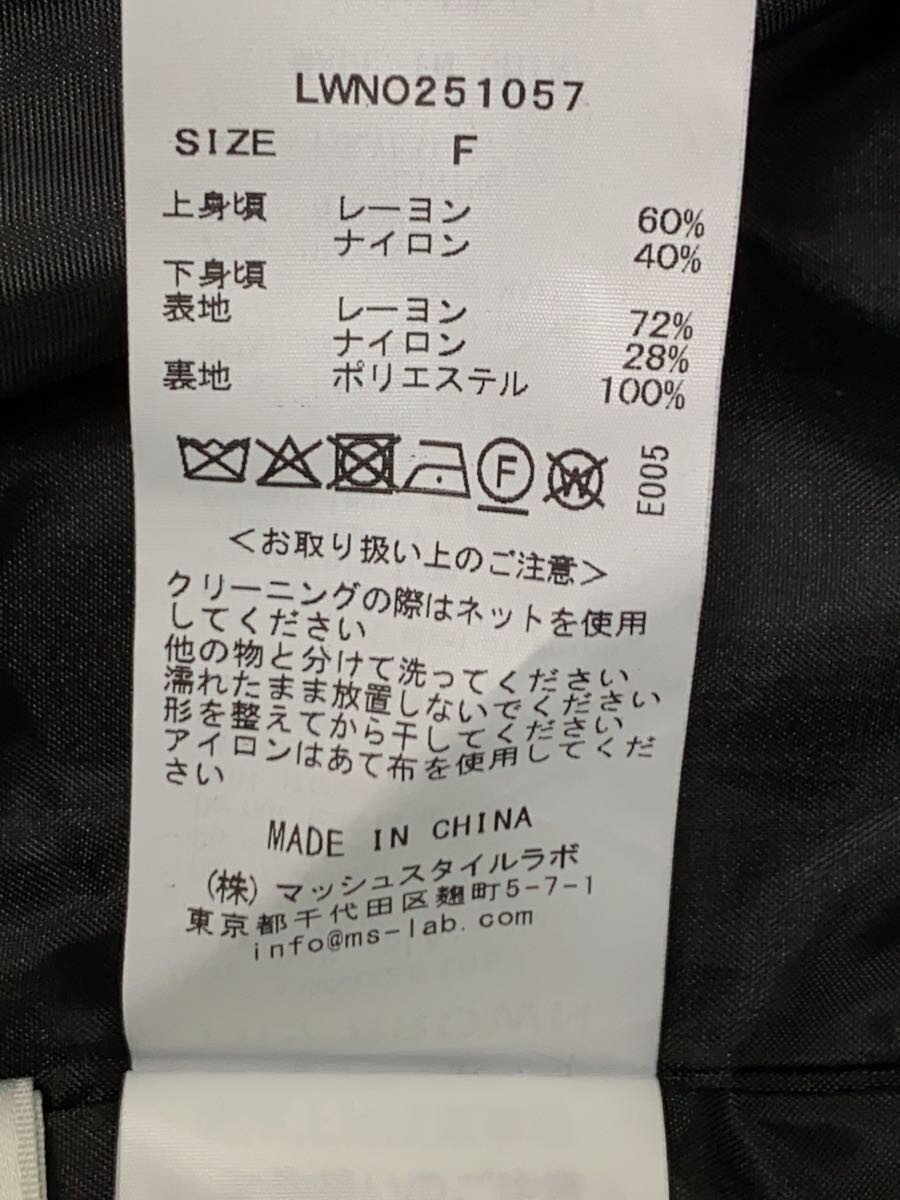 LWNO251057
SIZE F
上身頃 レーヨン 60%
ナイロン 40%
下身頃
表地 レーヨン 72%
ナイロン 28%
裏地 ポリエステル 100%
F W E005
<お取り扱い上のご注意>
クリーニングの際はネットを使用
してください
他の物と分けて洗ってください
濡れたまま放置しないでください
形を整えてから干してください
アイロンはあて布を使用してくだ
さい
MADE IN CHINA
(株)マッシュスタイルラボ
東京都千代田区麹町5-7-1
info@ms-lab.com